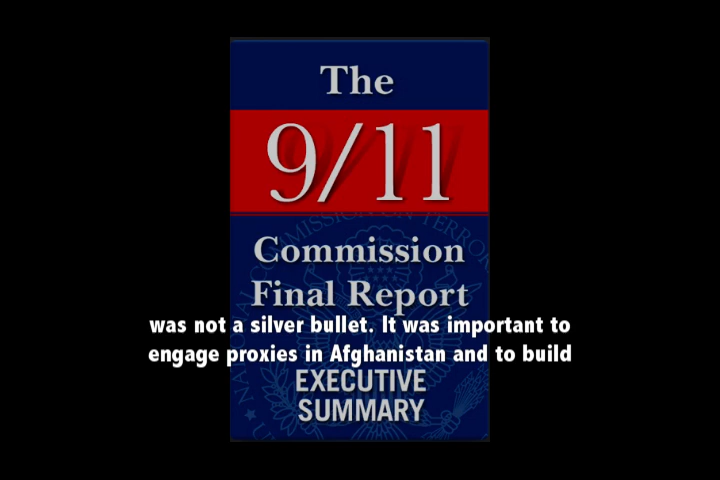 The
9/11
Commission
Final Report
was not a silver bullet. It was important to
engage proxies in Afghanistan and to build
EXECUTIVE
SUMMARY